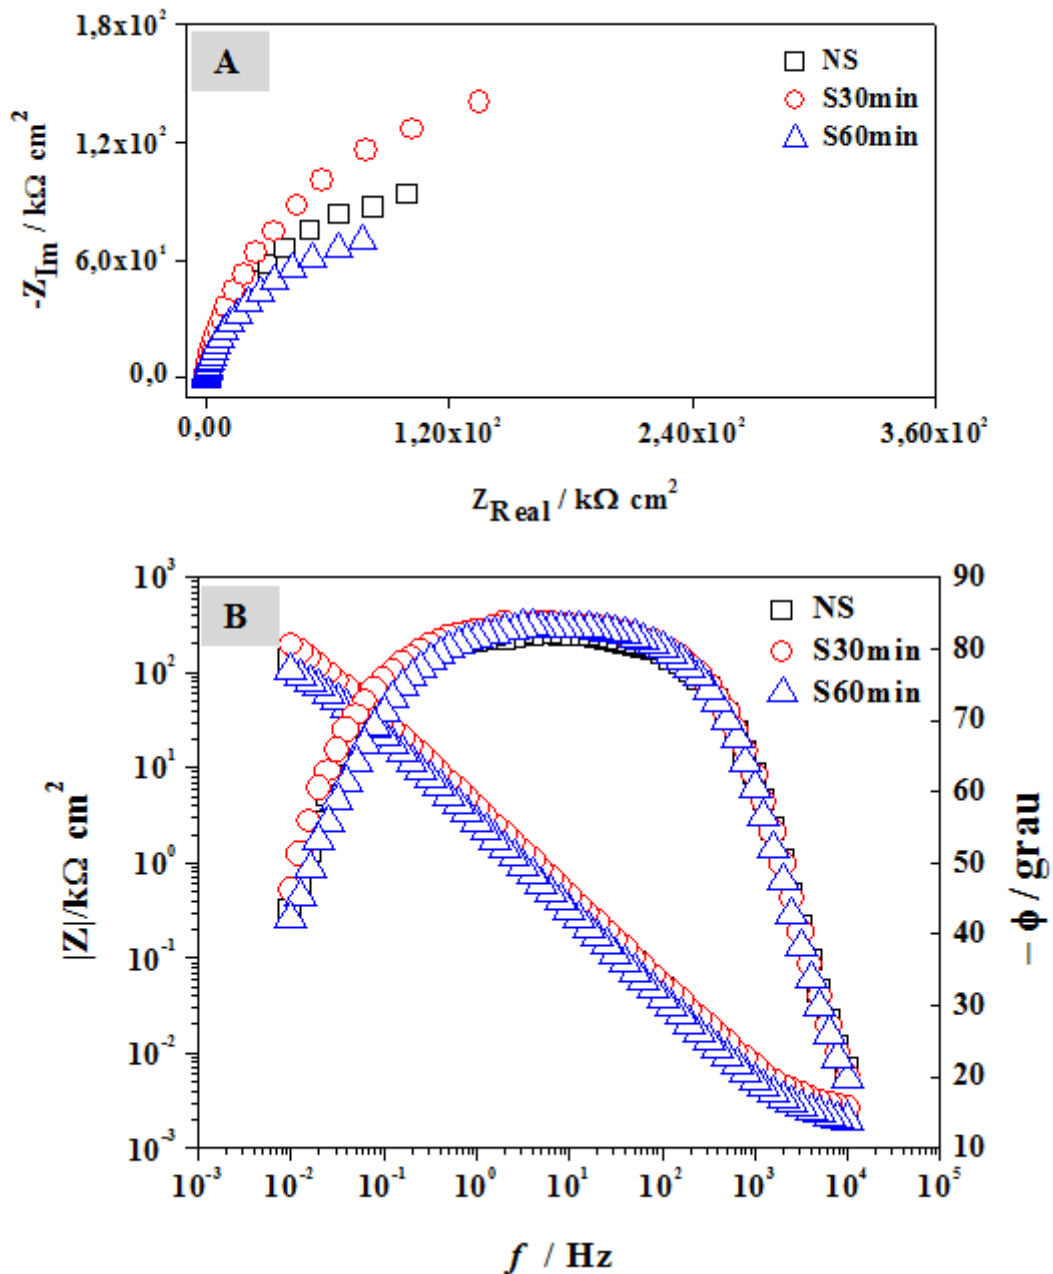 1,8x10²
A
NS
S30min
S60min
1,2x10²
6,0x10¹
0,0
-Z_Im / kΩ cm²
0,00
1,20x10²
2,40x10²
3,60x10²
Z_Real / kΩ cm²
B
NS
S30min
S60min
10³
10²
10¹
10⁰
10⁻¹
10⁻²
10⁻³
|Z|/kΩ cm²
90
80
70
60
50
40
30
20
10
– ϕ / grau
10⁻³
10⁻²
10⁻¹
10⁰
10¹
10²
10³
10⁴
10⁵
f / Hz